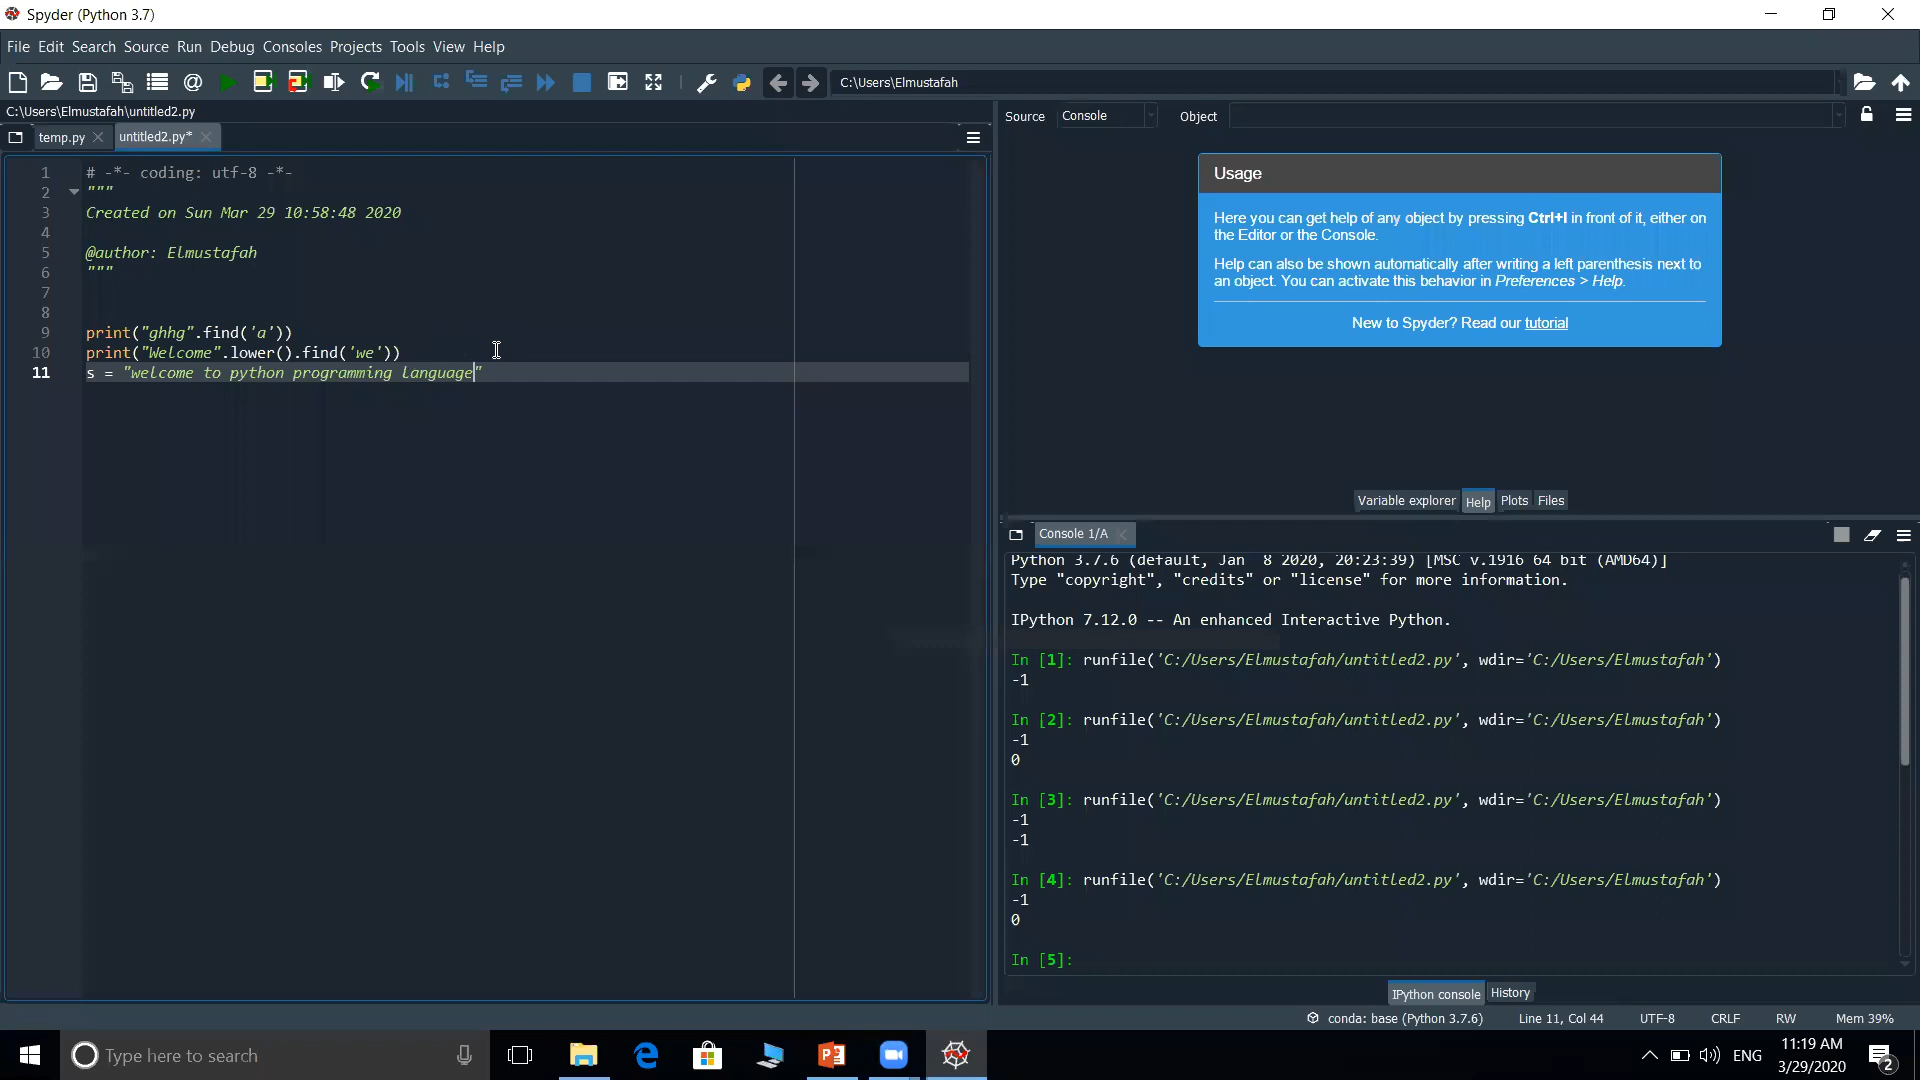 Spyder (Python 3.7)
File Edit Search Source Run Debug Consoles Projects Tools View Help
C:\Users\Elmustafah
C:\Users\Elmustafah\untitled2.py
temp.py
untitled2.py*
1 # -*- coding: utf-8 -*-
2 """
3 Created on Sun Mar 29 10:58:48 2020
4
5 @author: Elmustafah
6 """
7
8
9 print("ghhg".find('a'))
10 print("Welcome".lower().find('we'))
11 s = "welcome to python programming language"
Source Console Object
Usage
Here you can get help of any object by pressing Ctrl+I in front of it, either on
the Editor or the Console.
Help can also be shown automatically after writing a left parenthesis next to
an object. You can activate this behavior in Preferences > Help.
New to Spyder? Read our tutorial
Variable explorer Help Plots Files
Console 1/A
Python 3.7.6 (default, Jan  8 2020, 20:23:39) [MSC v.1916 64 bit (AMD64)]
Type "copyright", "credits" or "license" for more information.
IPython 7.12.0 -- An enhanced Interactive Python.
In [1]: runfile('C:/Users/Elmustafah/untitled2.py', wdir='C:/Users/Elmustafah')
-1
In [2]: runfile('C:/Users/Elmustafah/untitled2.py', wdir='C:/Users/Elmustafah')
-1
0
In [3]: runfile('C:/Users/Elmustafah/untitled2.py', wdir='C:/Users/Elmustafah')
-1
-1
In [4]: runfile('C:/Users/Elmustafah/untitled2.py', wdir='C:/Users/Elmustafah')
-1
0
In [5]:
IPython console History
conda: base (Python 3.7.6) Line 11, Col 44 UTF-8 CRLF RW Mem 39%
Type here to search
ENG
11:19 AM
3/29/2020
2